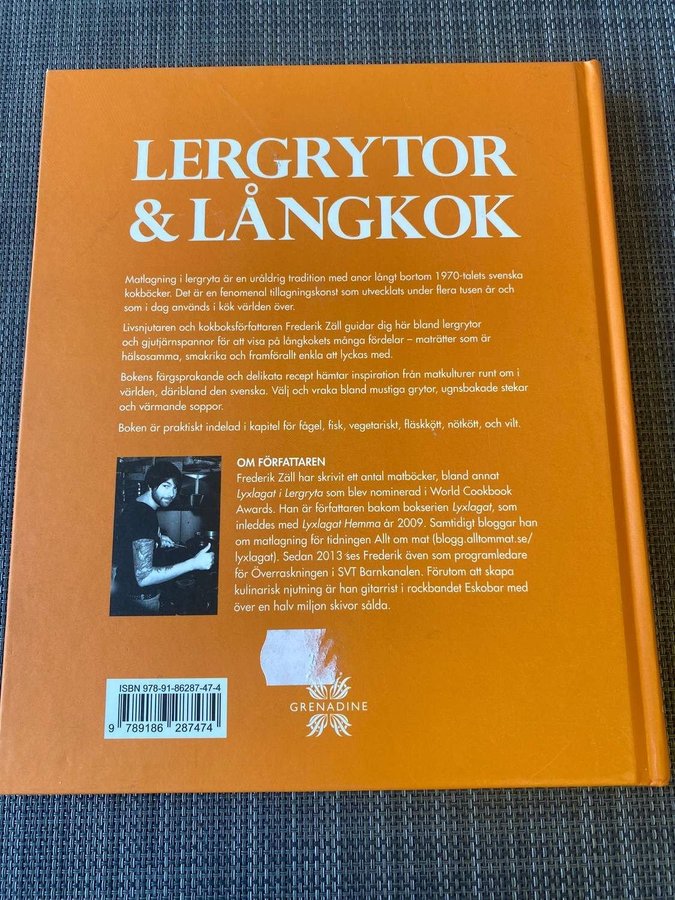 LERGRYTOR
& LÅNGKOK
Matlagning i lergryta är en uråldrig tradition med anor långt bortom 1970-talets svenska
kokböcker. Det är en fenomenal tillagningskonst som utvecklats under flera tusen år och
som i dag används i kök världen över.
Livsnjutaren och kokboksförfattaren Frederik Zäll guidar dig här bland lergrytor
och gjutjärnspannor för att visa på långkokets många fördelar – maträtter som är
hälsosamma, smakrika och framförallt enkla att lyckas med.
Bokens färgsprakande och delikata recept hämtar inspiration från matkulturer runt om i
världen, däribland den svenska. Välj och vraka bland mustiga grytor, ugnsbakade stekar
och värmande soppor.
Boken är praktiskt indelad i kapitel för fågel, fisk, vegetariskt, fläskkött, nötkött, och vilt.
OM FÖRFATTAREN
Frederik Zäll har skrivit ett antal matböcker, bland annat
Lyxlagat i Lergryta som blev nominerad i World Cookbook
Awards. Han är författaren bakom bokserien Lyxlagat, som
inleddes med Lyxlagat Hemma år 2009. Samtidigt bloggar han
om matlagning för tidningen Allt om mat (blogg.alltommat.se/
lyxlagat). Sedan 2013 ses Frederik även som programledare
för Överraskningen i SVT Barnkanalen. Förutom att skapa
kulinarisk njutning är han gitarrist i rockbandet Eskobar med
över en halv miljon skivor sålda.
ISBN 978-91-86287-47-4
9 789186 287474
GRENADINE